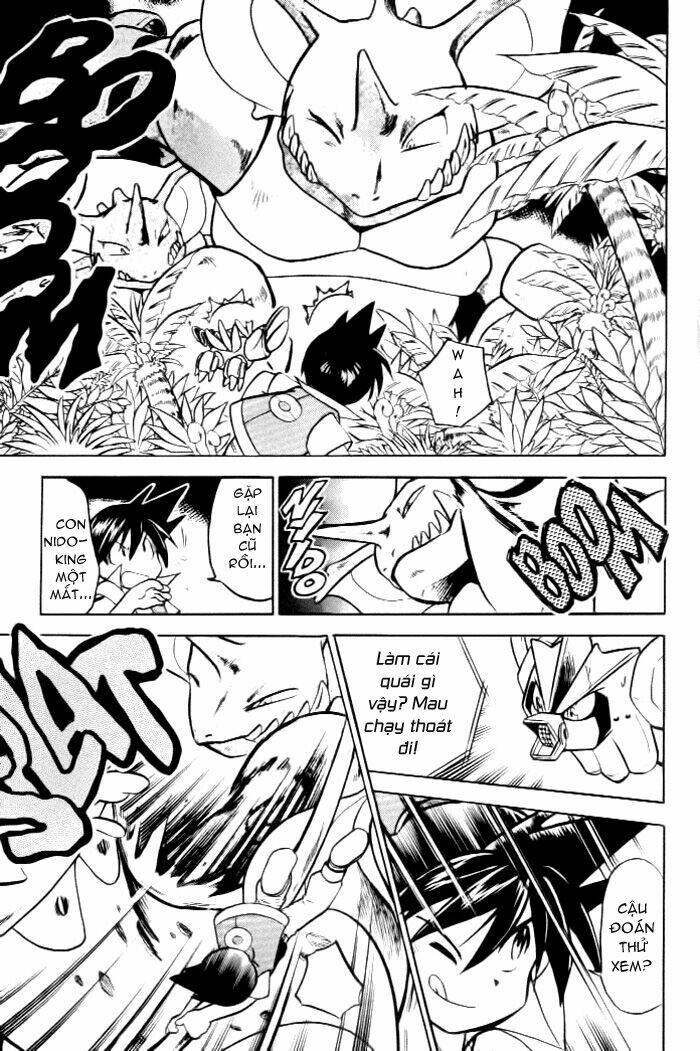 BOOM
WAH!
BOOM
NIDO
GẶP
LẠI
BẠN
CŨ
RỒI...
CON
NIDO-
KING
MỘT
MẮT...
Làm cái
quái gì
vậy? Mau
chạy thoát
đi!
CẬU
ĐOÁN
THỬ
XEM?